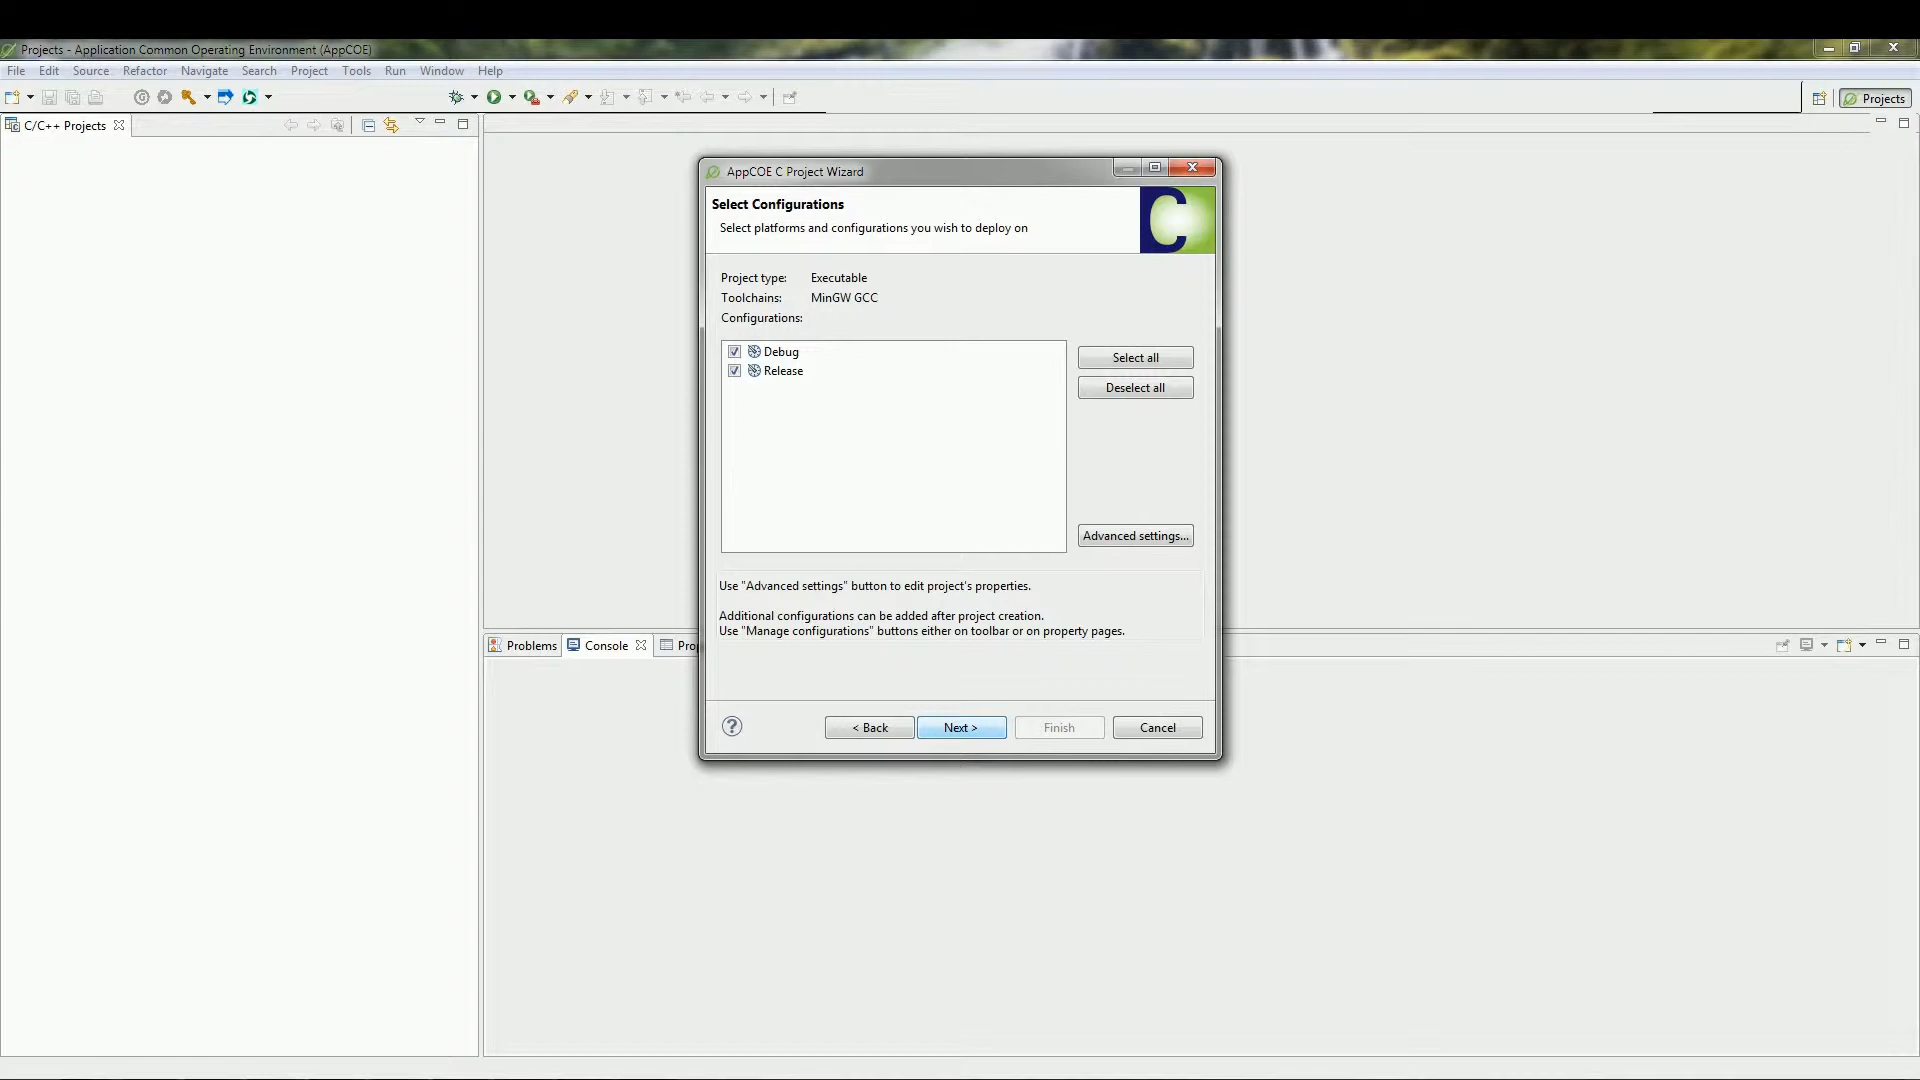 Projects - Application Common Operating Environment (AppCOE)
File Edit Source Refactor Navigate Search Project Tools Run Window Help
Projects
C/C++ Projects
AppCOE C Project Wizard
Select Configurations
Select platforms and configurations you wish to deploy on
C
Project type: Executable
Toolchains: MinGW GCC
Configurations:
Debug
Release
Select all
Deselect all
Advanced settings...
Use "Advanced settings" button to edit project's properties.
Additional configurations can be added after project creation.
Use "Manage configurations" buttons either on toolbar or on property pages.
Problems Console Prop
< Back Next > Finish Cancel